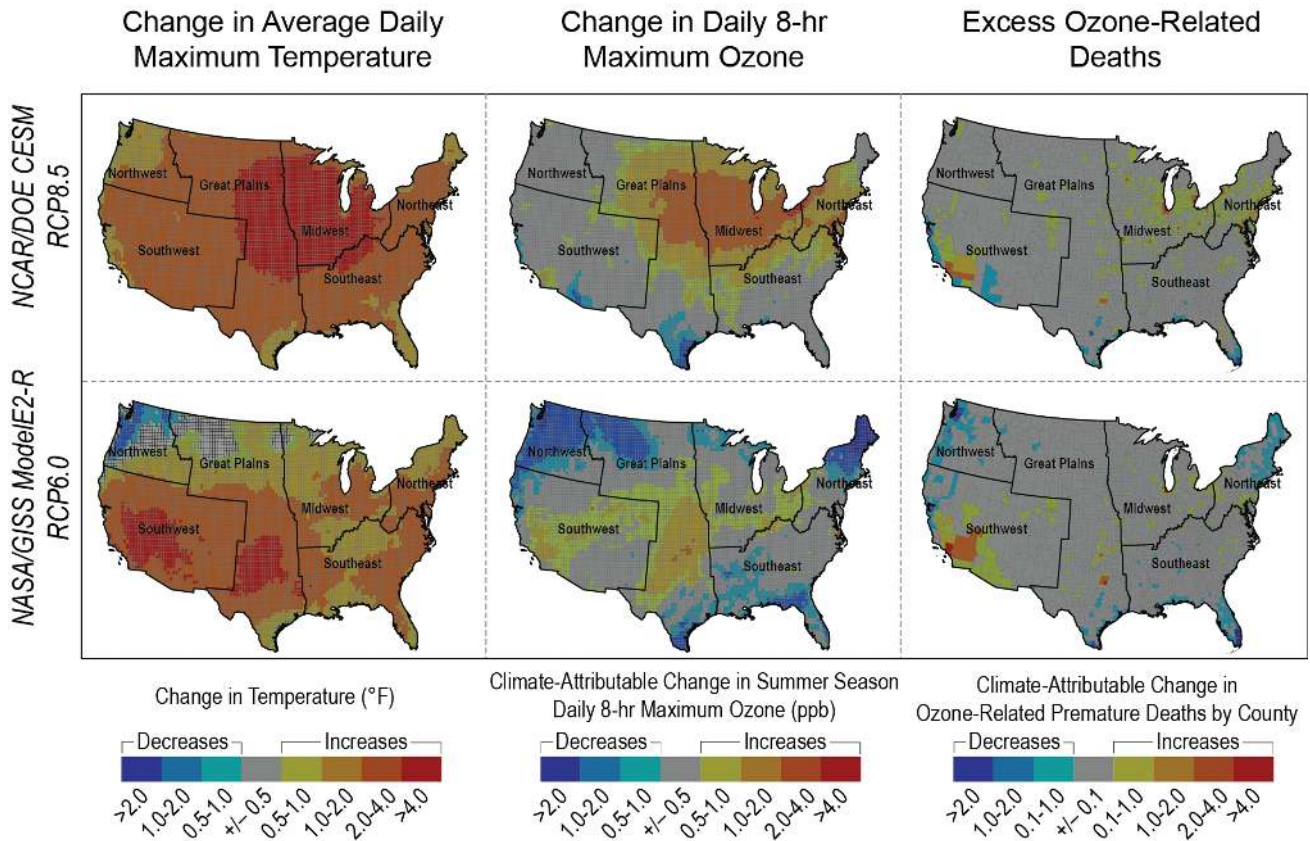 Change in Average Daily
Maximum Temperature
Change in Daily 8-hr
Maximum Ozone
Excess Ozone-Related
Deaths
NCAR/DOE CESM
RCP8.5
Northwest
Great Plains
Northeast
Southwest
Midwest
Southeast
Northwest
Great Plains
Northeast
Southwest
Midwest
Southeast
Northwest
Great Plains
Northeast
Southwest
Midwest
Southeast
NASA/GISS ModelE2-R
RCP6.0
Northwest
Great Plains
Northeast
Southwest
Midwest
Southeast
Northwest
Great Plains
Northeast
Southwest
Midwest
Southeast
Northwest
Great Plains
Northeast
Southwest
Midwest
Southeast
Change in Temperature (°F)
Decreases Increases
>2.0 1.0-2.0 0.5-1.0 +/− 0.5 0.5-1.0 1.0-2.0 2.0-4.0 >4.0
Climate-Attributable Change in Summer Season
Daily 8-hr Maximum Ozone (ppb)
Decreases Increases
>2.0 1.0-2.0 0.5-1.0 +/− 0.5 0.5-1.0 1.0-2.0 2.0-4.0 >4.0
Climate-Attributable Change in
Ozone-Related Premature Deaths by County
Decreases Increases
>2.0 1.0-2.0 0.1-1.0 +/− 0.1 0.1-1.0 1.0-2.0 2.0-4.0 >4.0